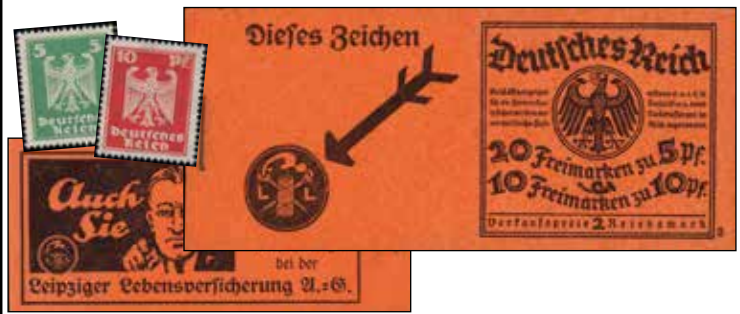 5 5
Deutsches
Reich
10 Pf
Deutsches
Reich
Dieses Zeichen
L L
Deutsches Reich
20 Freimarken zu 5 Pf.
10 Freimarken zu 10 Pf.
Verkaufspreis 2 Reichsmark
Auch
Sie
bei der
Leipziger Lebensversicherung A.=G.